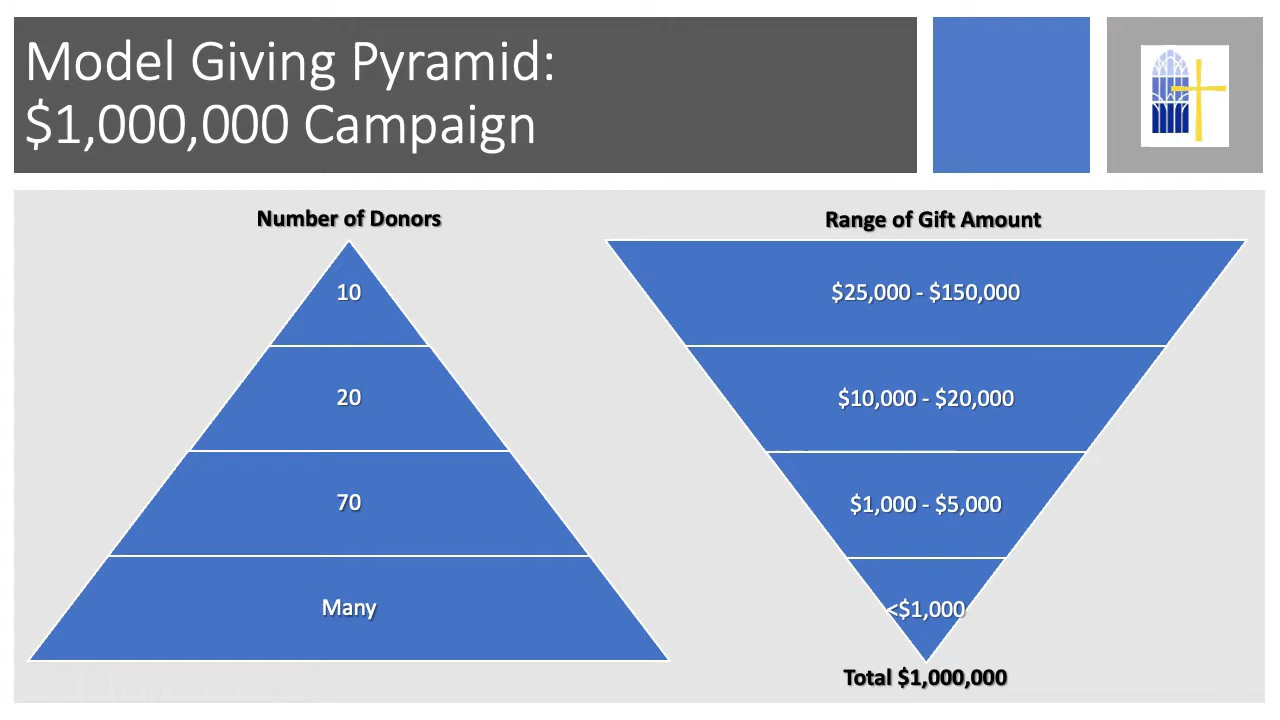 Model Giving Pyramid:
$1,000,000 Campaign
Number of Donors
10
20
70
Many
Range of Gift Amount
$25,000 - $150,000
$10,000 - $20,000
$1,000 - $5,000
<$1,000
Total $1,000,000